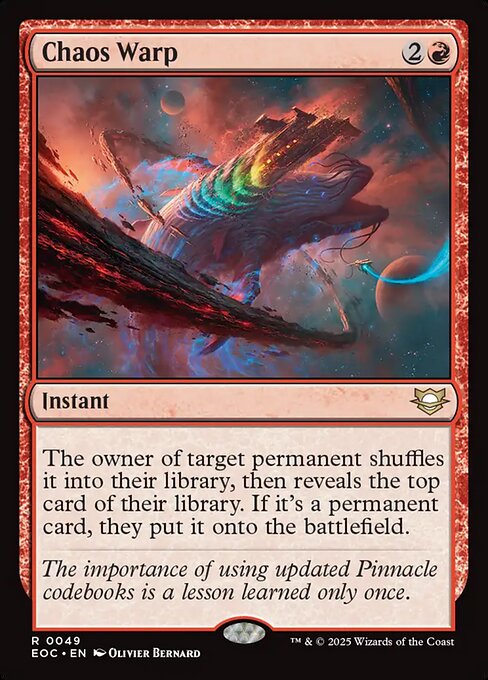 Chaos Warp 2
Instant
The owner of target permanent shuffles
it into their library, then reveals the top
card of their library. If it's a permanent
card, they put it onto the battlefield.
The importance of using updated Pinnacle
codebooks is a lesson learned only once.
R 0049
EOC • EN Olivier Bernard
™ & © 2025 Wizards of the Coast